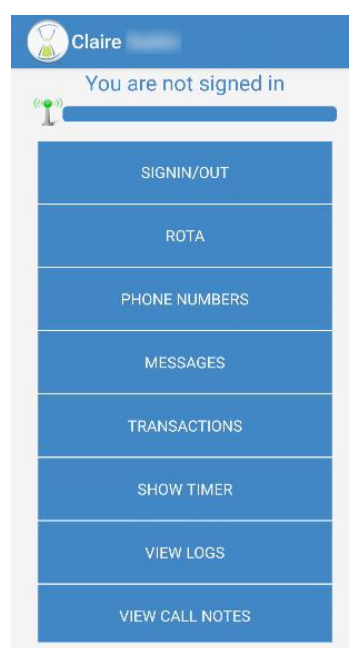 Claire
You are not signed in
SIGNIN/OUT
ROTA
PHONE NUMBERS
MESSAGES
TRANSACTIONS
SHOW TIMER
VIEW LOGS
VIEW CALL NOTES